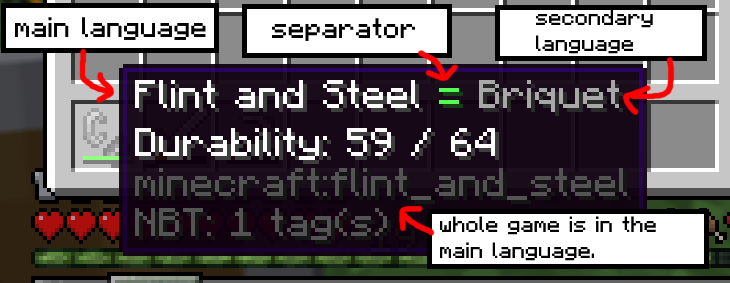 main language
separator
secondary
language
Flint and Steel = Briquet
Durability: 59 / 64
minecraft:flint_and_steel
NBT: 1 tag(s)
whole game is in the
main language.